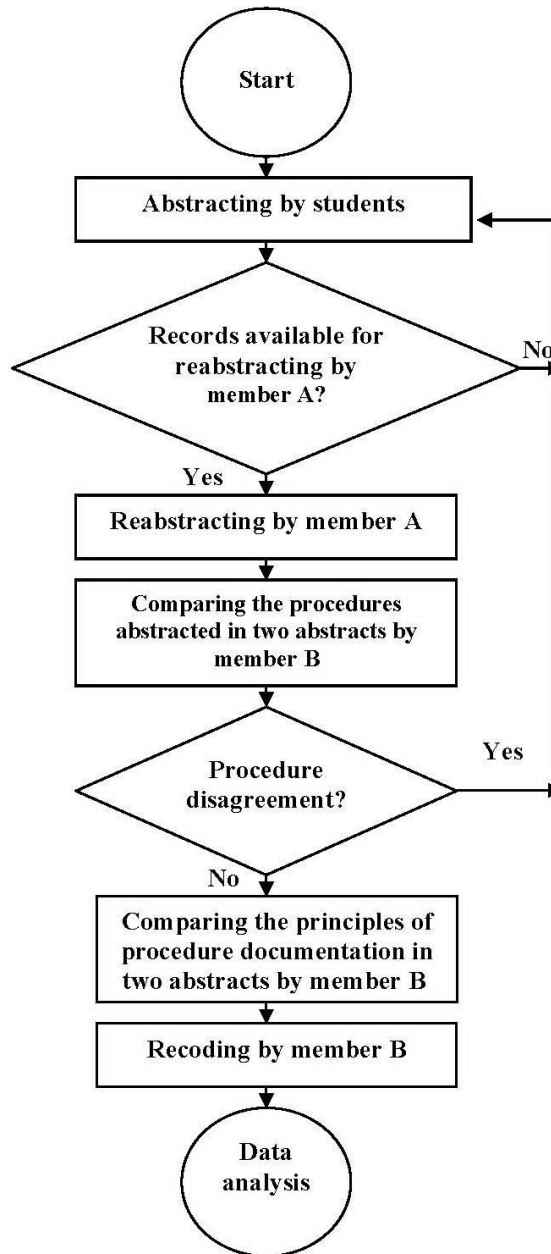 Start
Abstracting by students
Records available for
reabstracting by
member A?
No
Yes
Reabstracting by member A
Comparing the procedures
abstracted in two abstracts by
member B
Procedure
disagreement?
Yes
No
Comparing the principles of
procedure documentation in
two abstracts by member B
Recoding by member B
Data
analysis